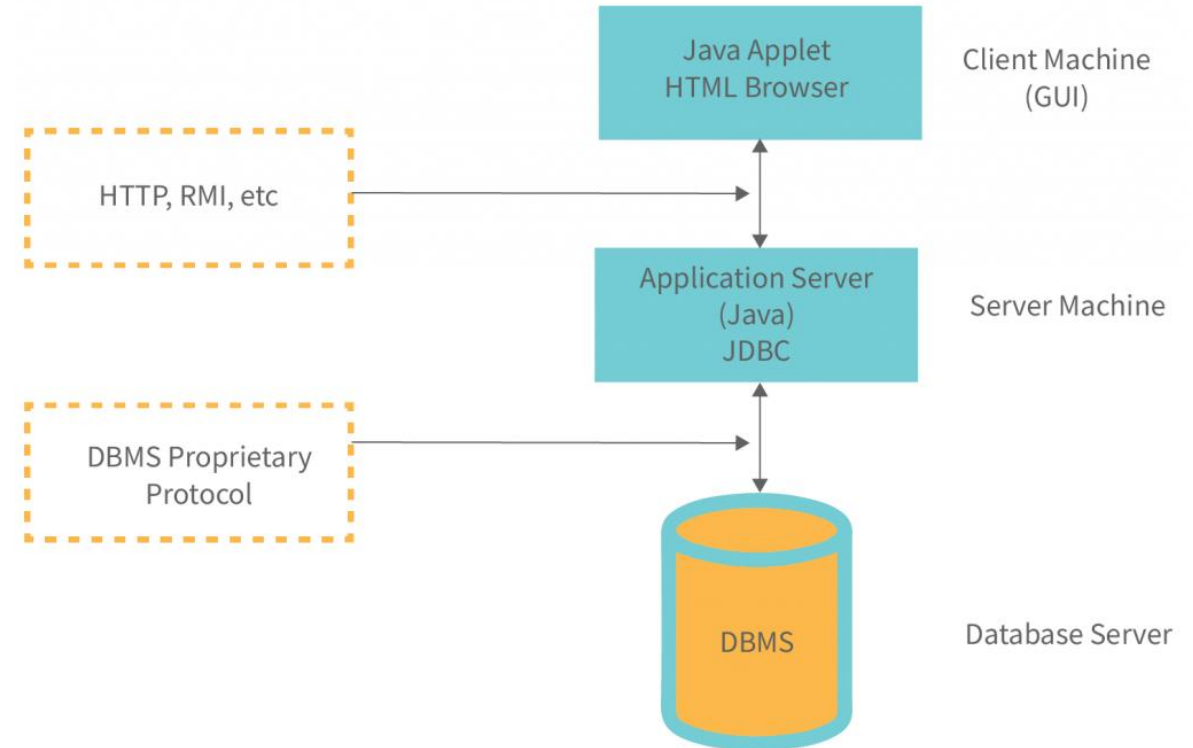 Java Applet
HTML Browser
Client Machine
(GUI)
HTTP, RMI, etc
Application Server
(Java)
JDBC
Server Machine
DBMS Proprietary
Protocol
DBMS
Database Server